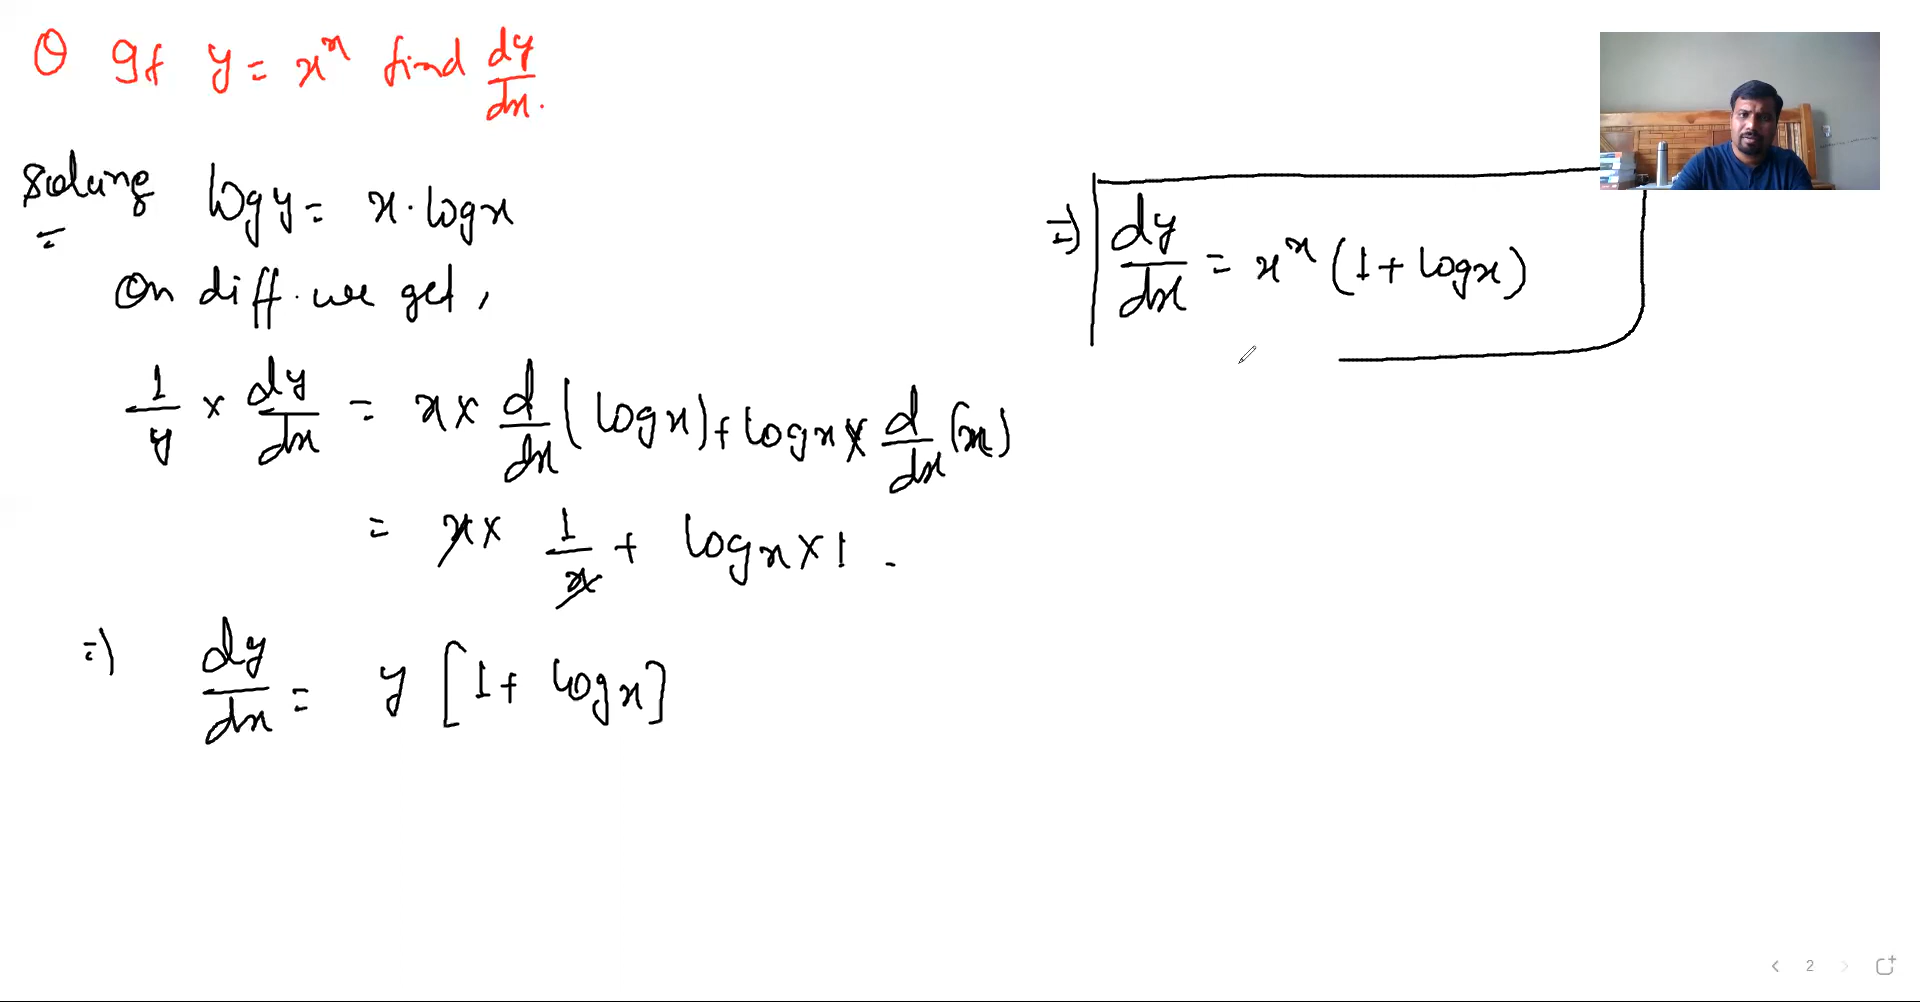 Q If y = x^x find dy/dx.
Solving log y = x · log x
On diff. we get,
1/y × dy/dx = x × d/dx (log x) + log x × d/dx (x)
= x × 1/x + log x × 1 .
=) dy/dx = y [1 + log x]
=) dy/dx = x^x (1 + log x)
2